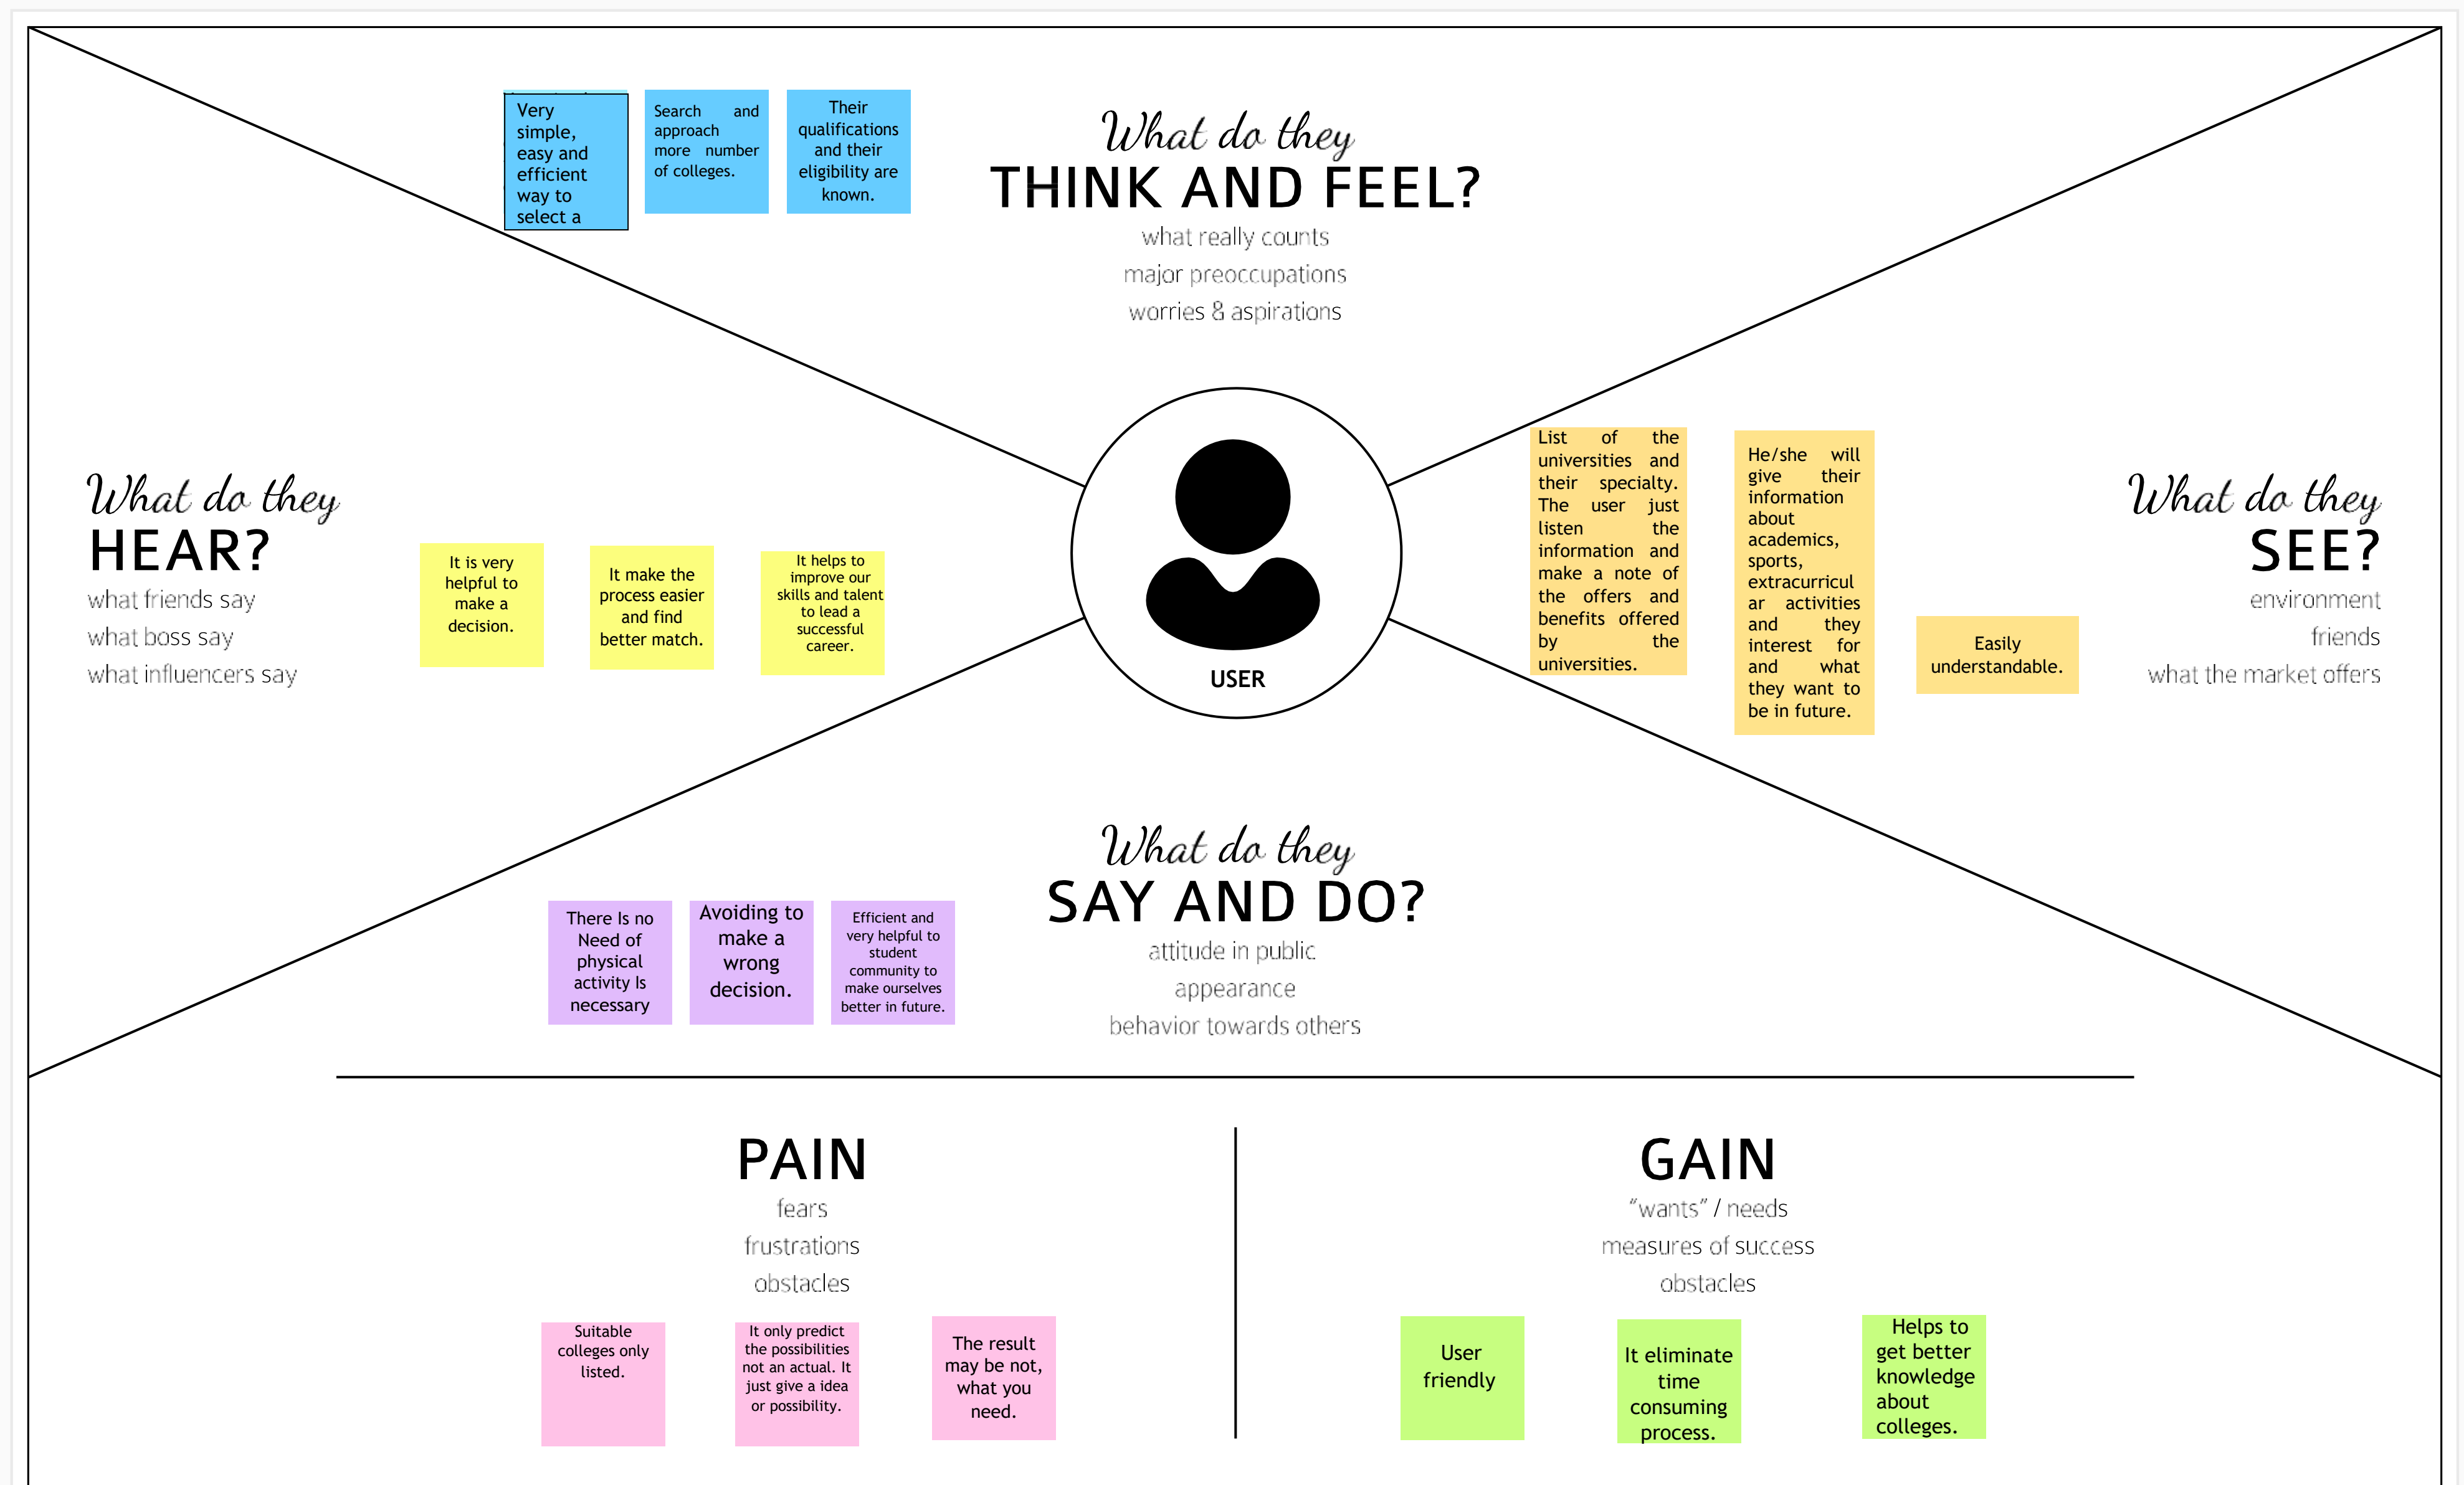 Very
simple,
easy and
efficient
way to
select a
Search and
approach
more number
of colleges.
Their
qualifications
and their
eligibility are
known.
What do they
THINK AND FEEL?
what really counts
major preoccupations
worries & aspirations
What do they
HEAR?
what friends say
what boss say
what influencers say
It is very
helpful to
make a
decision.
It make the
process easier
and find
better match.
It helps to
improve our
skills and talent
to lead a
successful
career.
USER
List of the
universities and
their specialty.
The user just
listen the
information and
make a note of
the offers and
benefits offered
by the
universities.
He/she will
give their
information
about
academics,
sports,
extracurricul
ar activities
and they
interest for
and what
they want to
be in future.
Easily
understandable.
What do they
SEE?
environment
friends
what the market offers
There Is no
Need of
physical
activity Is
necessary
Avoiding to
make a
wrong
decision.
Efficient and
very helpful to
student
community to
make ourselves
better in future.
What do they
SAY AND DO?
attitude in public
appearance
behavior towards others
PAIN
fears
frustrations
obstacles
Suitable
colleges only
listed.
It only predict
the possibilities
not an actual. It
just give a idea
or possibility.
The result
may be not,
what you
need.
GAIN
“wants” / needs
measures of success
obstacles
User
friendly
It eliminate
time
consuming
process.
Helps to
get better
knowledge
about
colleges.